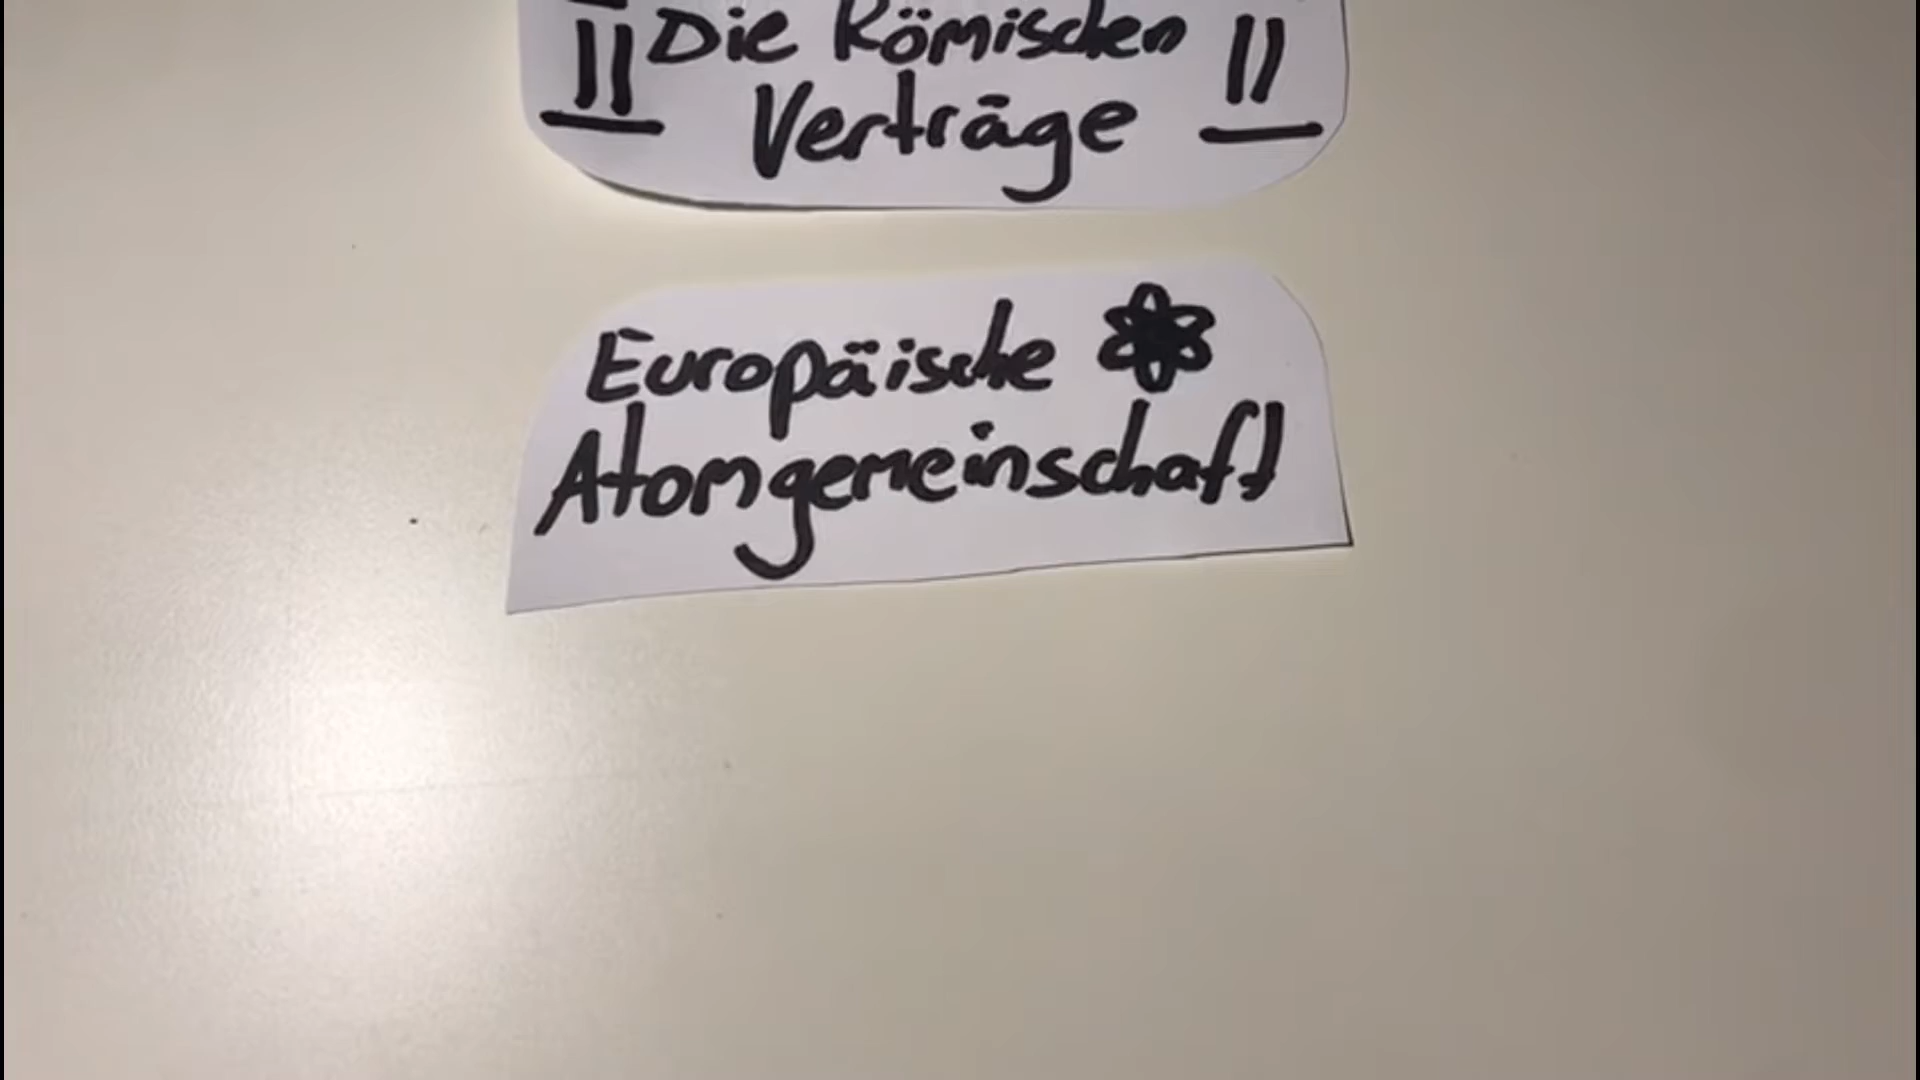 Die Römischen
Verträge
Europäische
Atomgemeinschaft